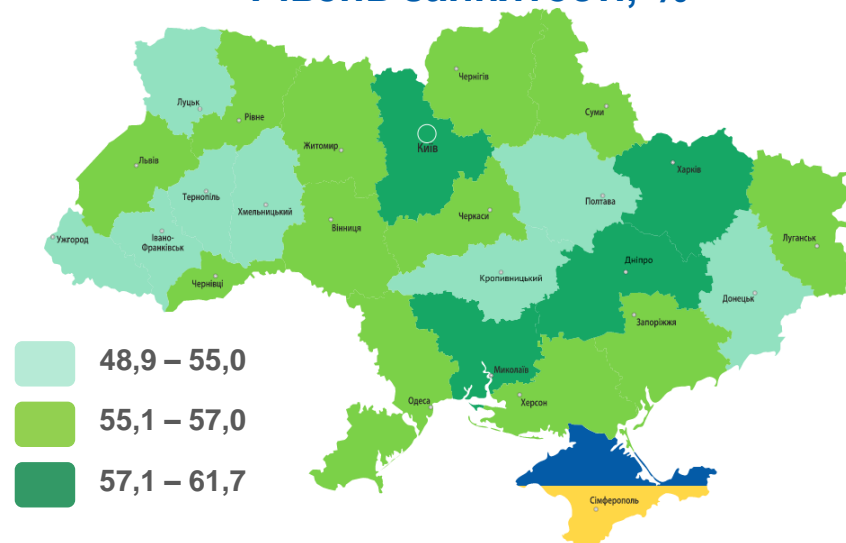 Рівень зайнятості, %
Чернігів
Луцьк
Суми
Рівне
Київ
Житомир
Львів
Харків
Тернопіль
Хмельницький
Полтава
Черкаси
Вінниця
Ужгород
Івано-
Франківськ
Луганськ
Дніпро
Чернівці
Кропивницький
Донецьк
Запоріжжя
48,9 – 55,0
Миколаїв
Одеса
Херсон
55,1 – 57,0
57,1 – 61,7
Сімферополь